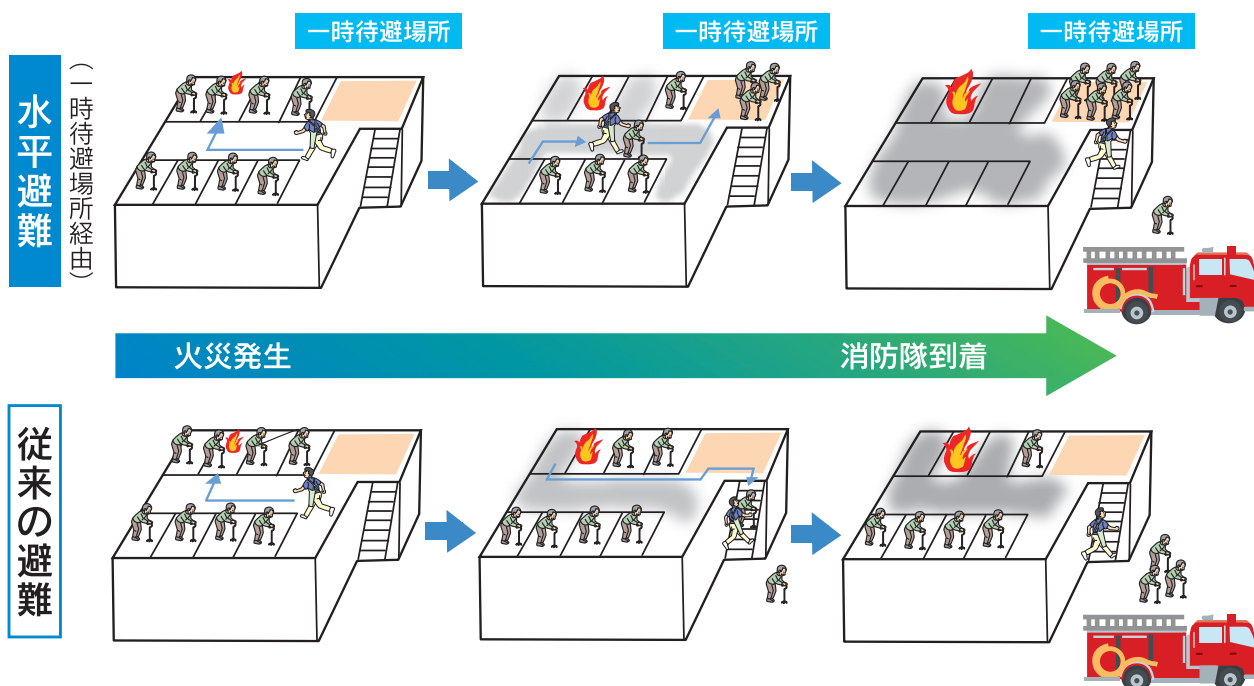 一時待避場所
一時待避場所
一時待避場所
水平避難
（一時待避場所経由）
火災発生
消防隊到着
従来の避難